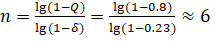 n = lg(1−Q)/lg(1−δ) = lg(1−0.8)/lg(1−0.23) ≈ 6